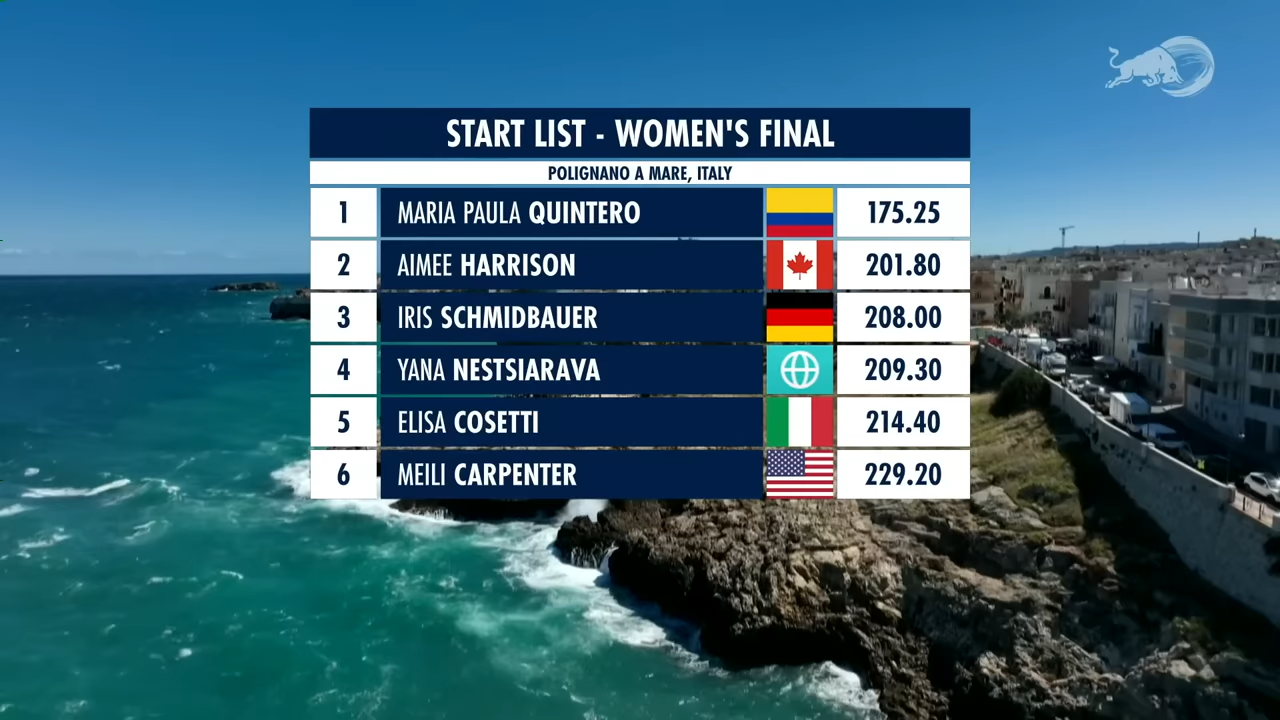 START LIST - WOMEN'S FINAL
POLIGNANO A MARE, ITALY
1 MARIA PAULA QUINTERO 175.25
2 AIMEE HARRISON 201.80
3 IRIS SCHMIDBAUER 208.00
4 YANA NESTSIARAVA 209.30
5 ELISA COSETTI 214.40
6 MEILI CARPENTER 229.20